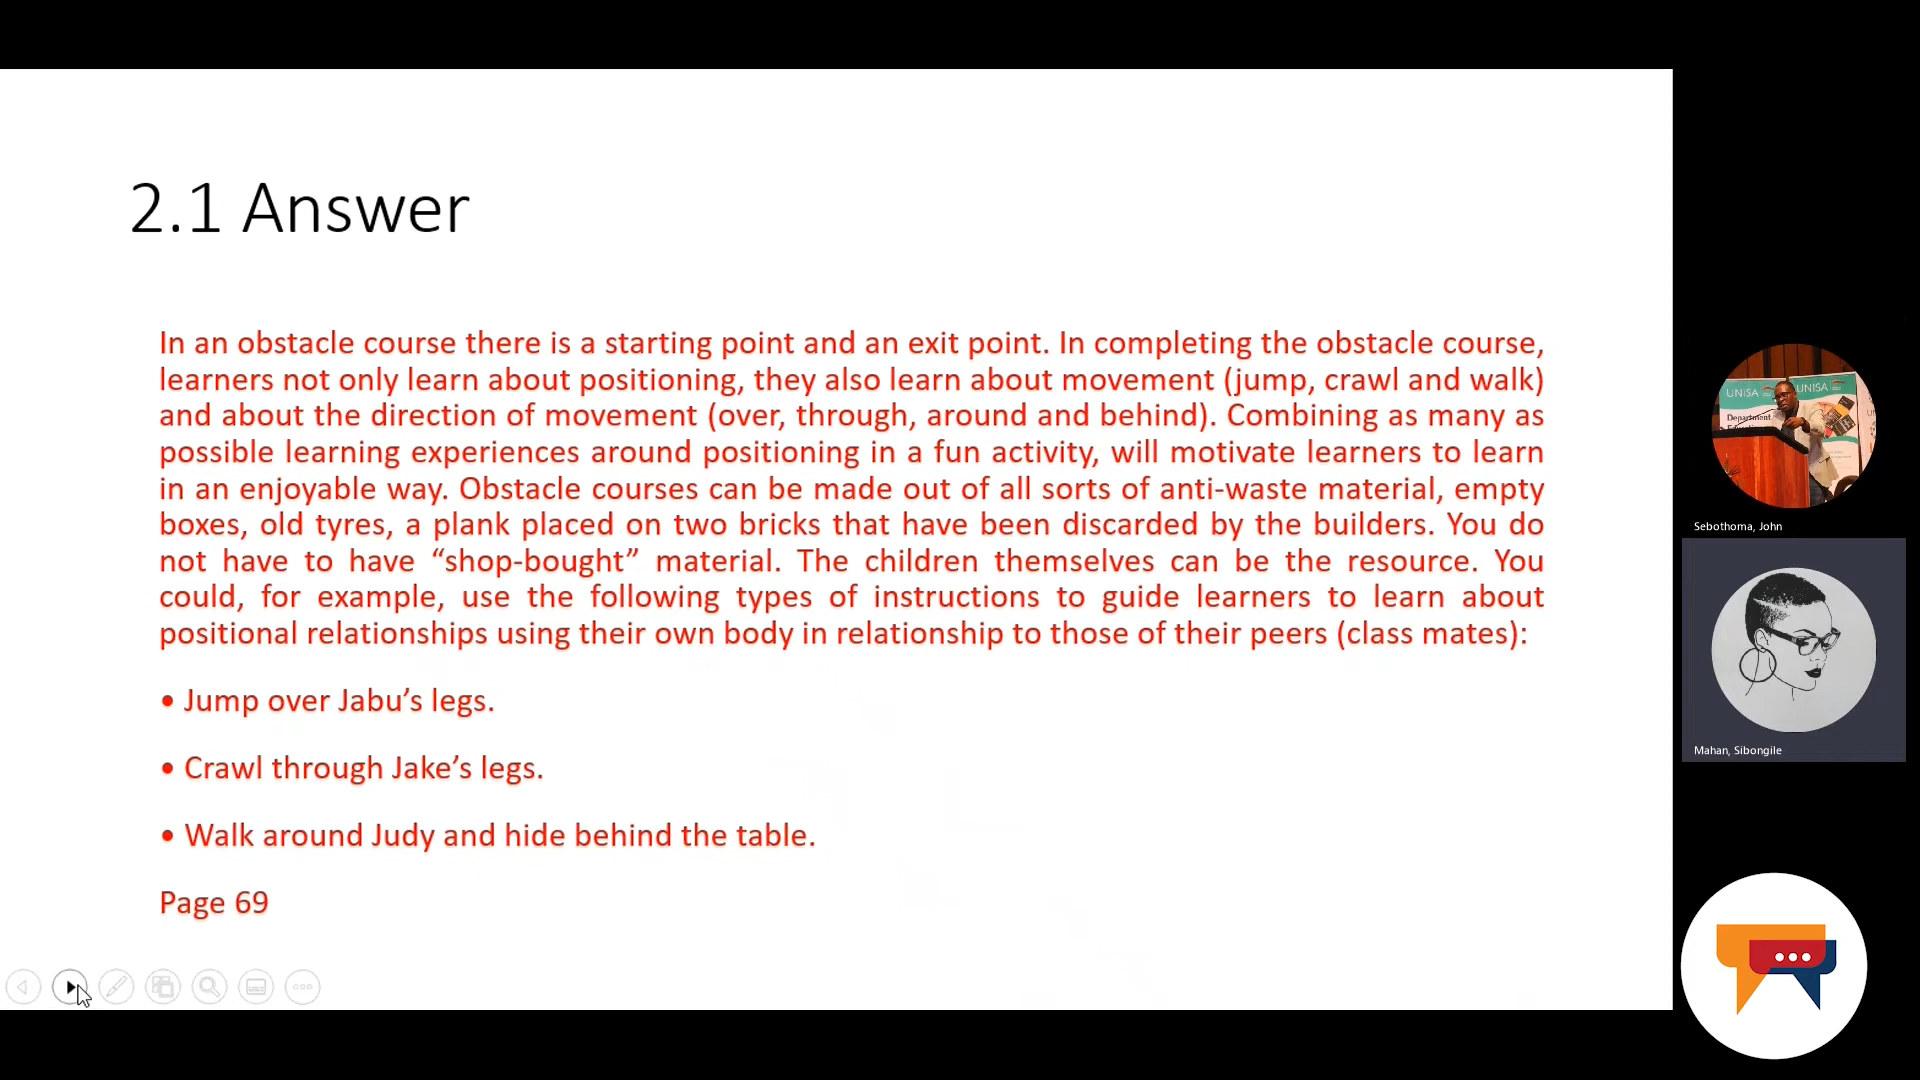 2.1 Answer
In an obstacle course there is a starting point and an exit point. In completing the obstacle course,
learners not only learn about positioning, they also learn about movement (jump, crawl and walk)
and about the direction of movement (over, through, around and behind). Combining as many as
possible learning experiences around positioning in a fun activity, will motivate learners to learn
in an enjoyable way. Obstacle courses can be made out of all sorts of anti-waste material, empty
boxes, old tyres, a plank placed on two bricks that have been discarded by the builders. You do
not have to have “shop-bought” material. The children themselves can be the resource. You
could, for example, use the following types of instructions to guide learners to learn about
positional relationships using their own body in relationship to those of their peers (class mates):
• Jump over Jabu’s legs.
• Crawl through Jake’s legs.
• Walk around Judy and hide behind the table.
Page 69
UNISA
UNISA
Sebothoma, John
Mahan, Sibongile